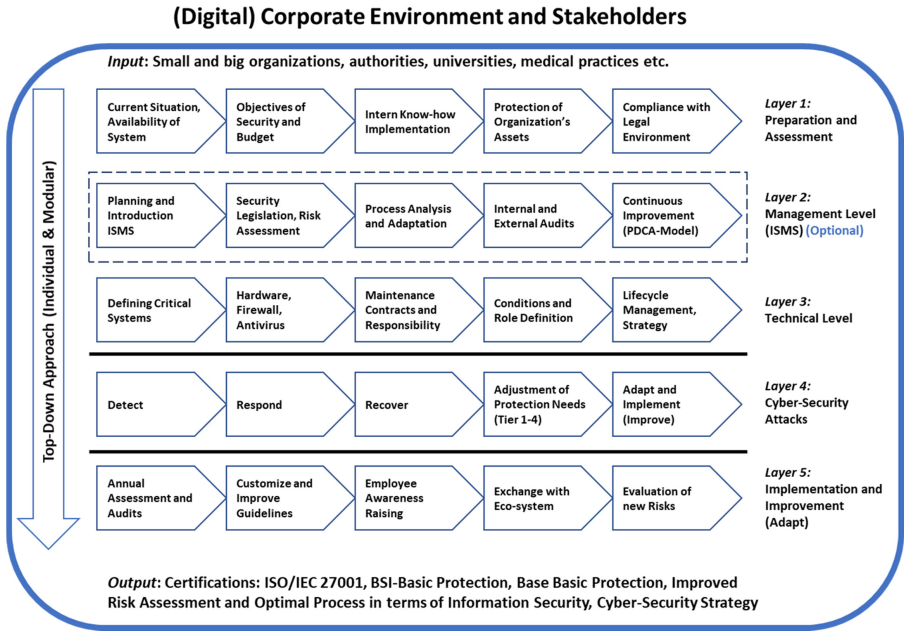 (Digital) Corporate Environment and Stakeholders
Input: Small and big organizations, authorities, universities, medical practices etc.
Top-Down Approach (Individual & Modular)
Current Situation,
Availability of
System
Objectives of
Security and
Budget
Intern Know-how
Implementation
Protection of
Organization's
Assets
Compliance with
Legal
Environment
Layer 1:
Preparation and
Assessment
Planning and
Introduction
ISMS
Security
Legislation, Risk
Assessment
Process Analysis
and Adaptation
Internal and
External Audits
Continuous
Improvement
(PDCA-Model)
Layer 2:
Management Level
(ISMS) (Optional)
Defining Critical
Systems
Hardware,
Firewall,
Antivirus
Maintenance
Contracts and
Responsibility
Conditions and
Role Definition
Lifecycle
Management,
Strategy
Layer 3:
Technical Level
Detect
Respond
Recover
Adjustment of
Protection Needs
(Tier 1-4)
Adapt and
Implement
(Improve)
Layer 4:
Cyber-Security
Attacks
Annual
Assessment and
Audits
Customize and
Improve
Guidelines
Employee
Awareness
Raising
Exchange with
Eco-system
Evaluation of
new Risks
Layer 5:
Implementation and
Improvement
(Adapt)
Output: Certifications: ISO/IEC 27001, BSI-Basic Protection, Base Basic Protection, Improved
Risk Assessment and Optimal Process in terms of Information Security, Cyber-Security Strategy